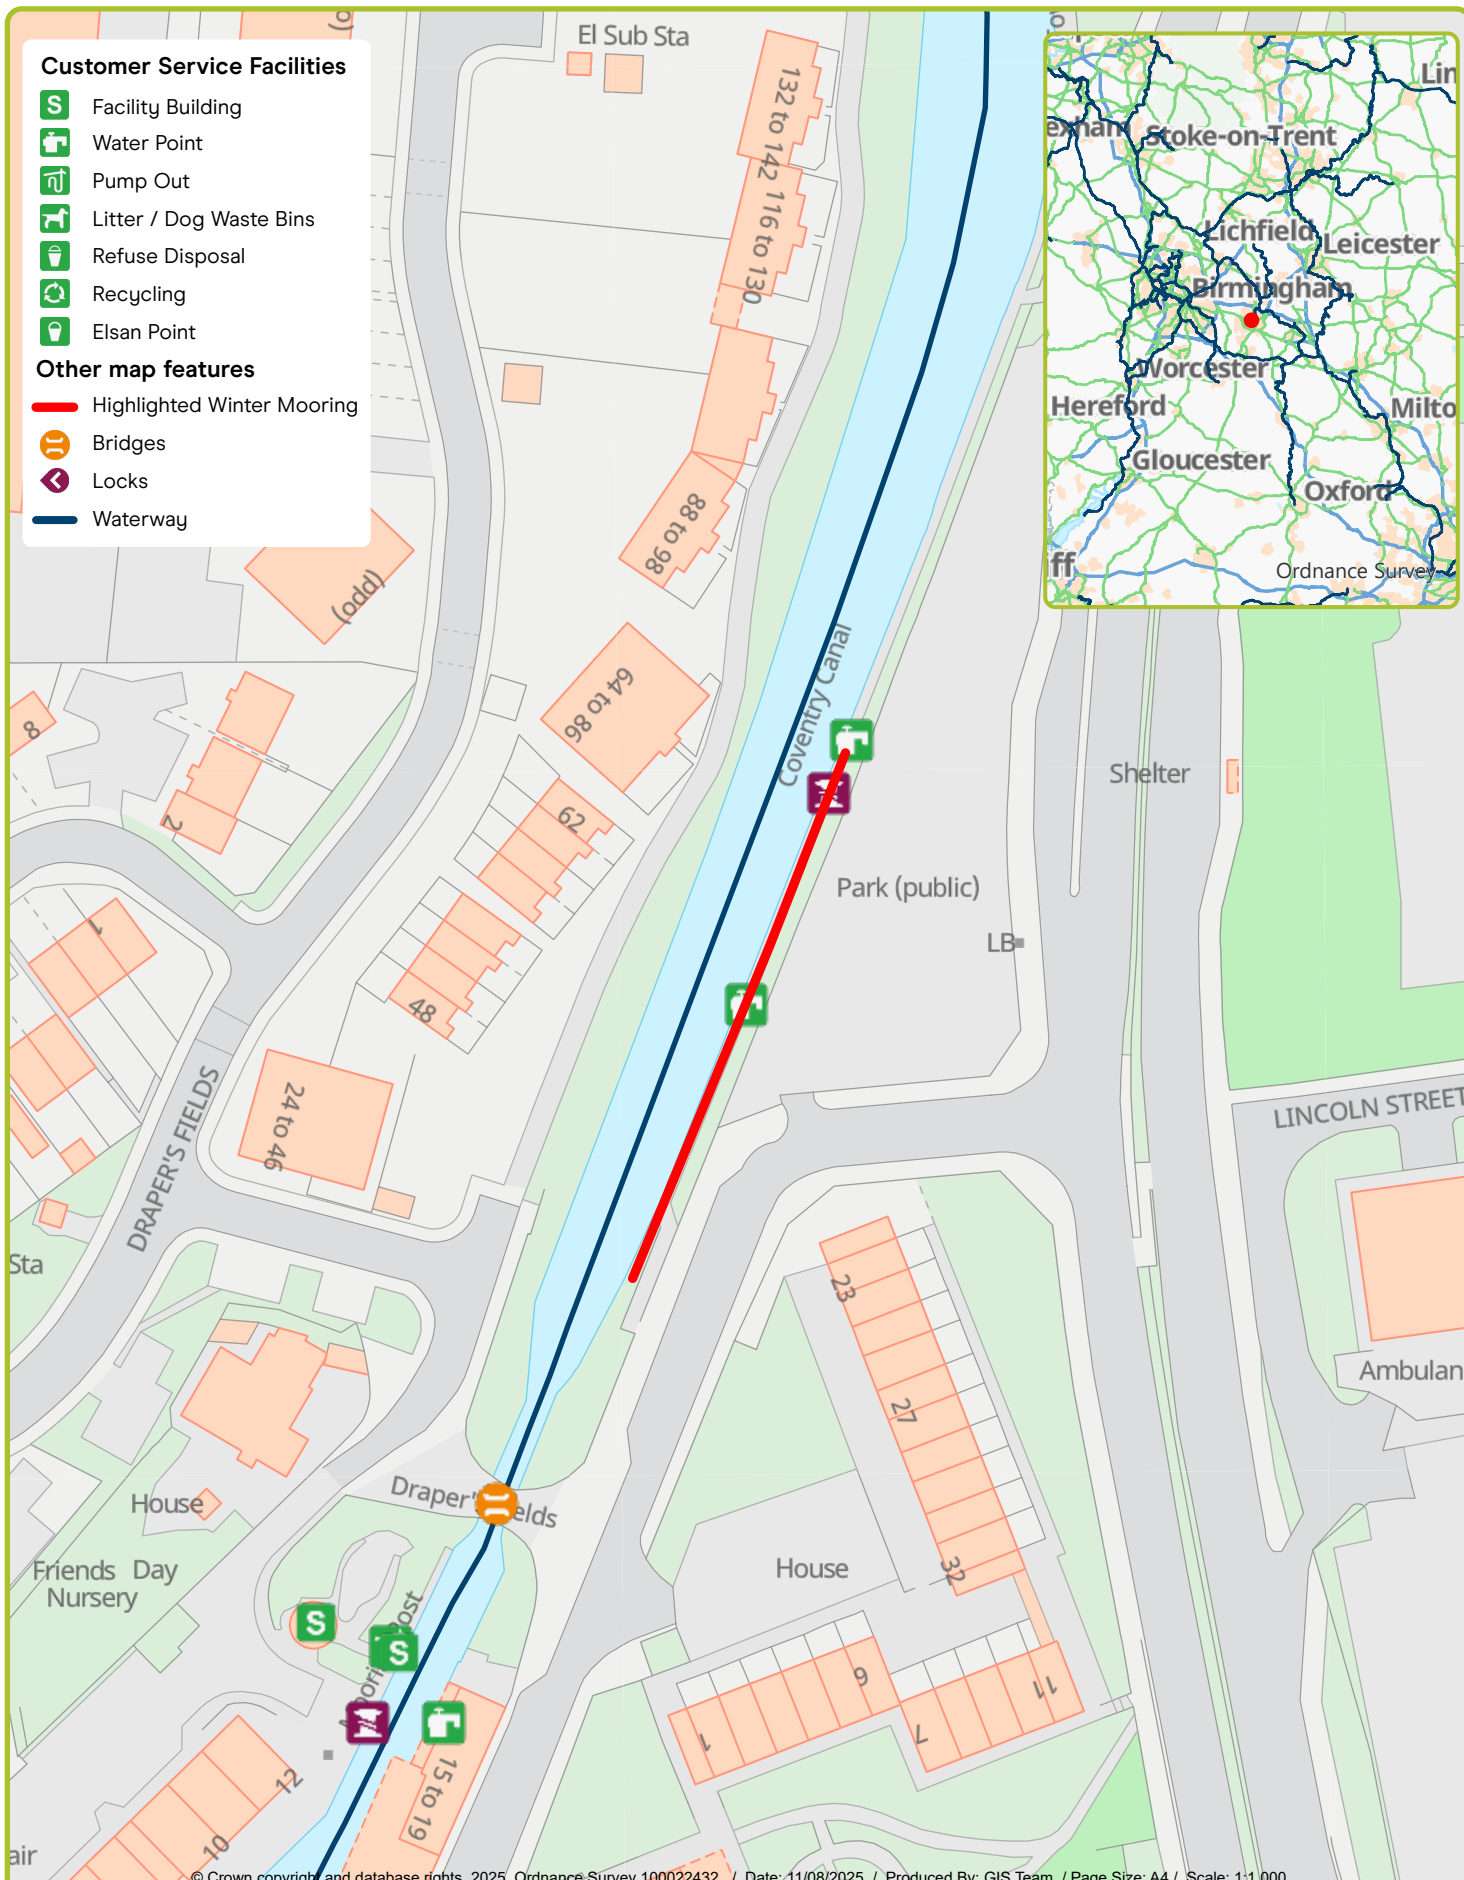 Customer Service Facilities
Facility Building
Water Point
Pump Out
Litter / Dog Waste Bins
Refuse Disposal
Recycling
Elsan Point
Other map features
Highlighted Winter Mooring
Bridges
Locks
Waterway
El Sub Sta
132 to 142
116 to 130
88 to 98
(odd)
64 to 86
62
48
24 to 46
8
2
1
DRAPER'S FIELDS
Sta
Coventry Canal
Shelter
Park (public)
LB
LINCOLN STREET
Ambulan
23
27
32
House
House
Friends Day
Nursery
S
S
15 to 19
12
10
air
1
6
7
11
exham
Stoke-on-Trent
Lin
Lichfield
Leicester
Birmingham
Worcester
Hereford
Milto
Gloucester
Oxford
iff
Ordnance Survey
© Crown copyright and database rights, 2025, Ordnance Survey 100022432. / Date: 11/08/2025 / Produced By: GIS Team / Page Size: A4 / Scale: 1:1,000